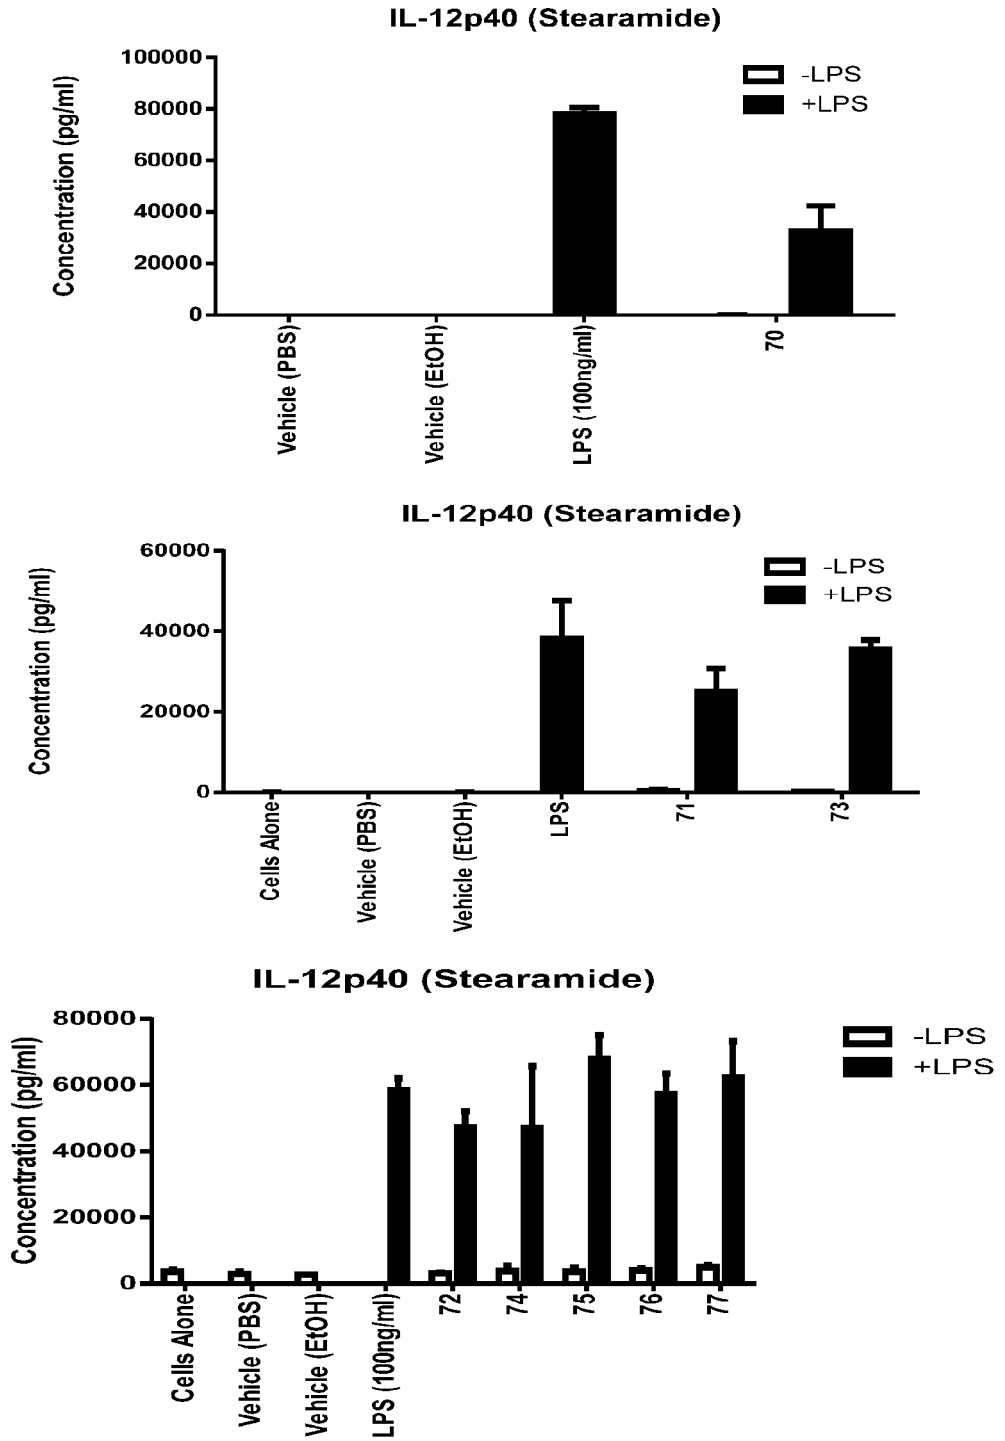 IL-12p40 (Stearamide)
-LPS
+LPS
Concentration (pg/ml)
100000
80000
60000
40000
20000
0
Vehicle (PBS)
Vehicle (EtOH)
LPS (100ng/ml)
70
IL-12p40 (Stearamide)
-LPS
+LPS
Concentration (pg/ml)
60000
40000
20000
0
Cells Alone
Vehicle (PBS)
Vehicle (EtOH)
LPS
71
73
IL-12p40 (Stearamide)
-LPS
+LPS
Concentration (pg/ml)
80000
60000
40000
20000
0
Cells Alone
Vehicle (PBS)
Vehicle (EtOH)
LPS (100ng/ml)
72
74
75
76
77